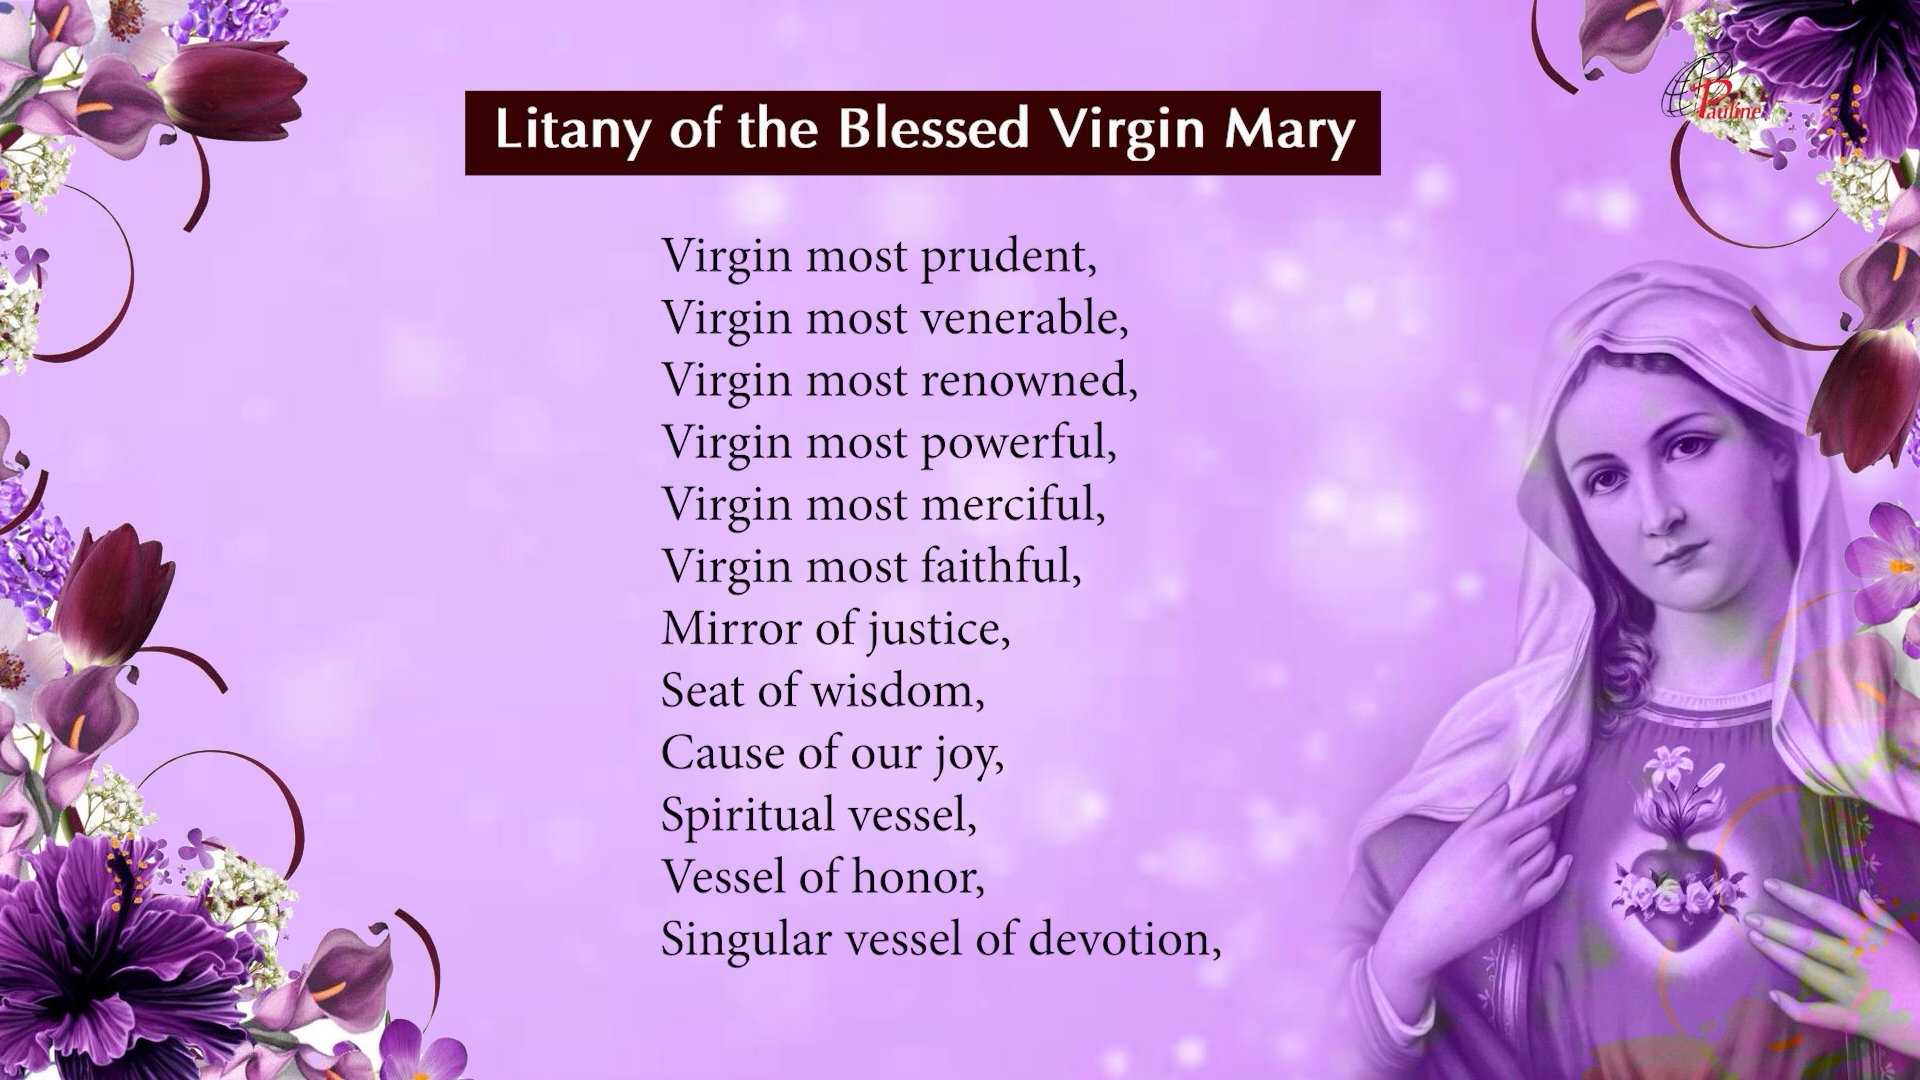 Pauline
Litany of the Blessed Virgin Mary
Virgin most prudent,
Virgin most venerable,
Virgin most renowned,
Virgin most powerful,
Virgin most merciful,
Virgin most faithful,
Mirror of justice,
Seat of wisdom,
Cause of our joy,
Spiritual vessel,
Vessel of honor,
Singular vessel of devotion,